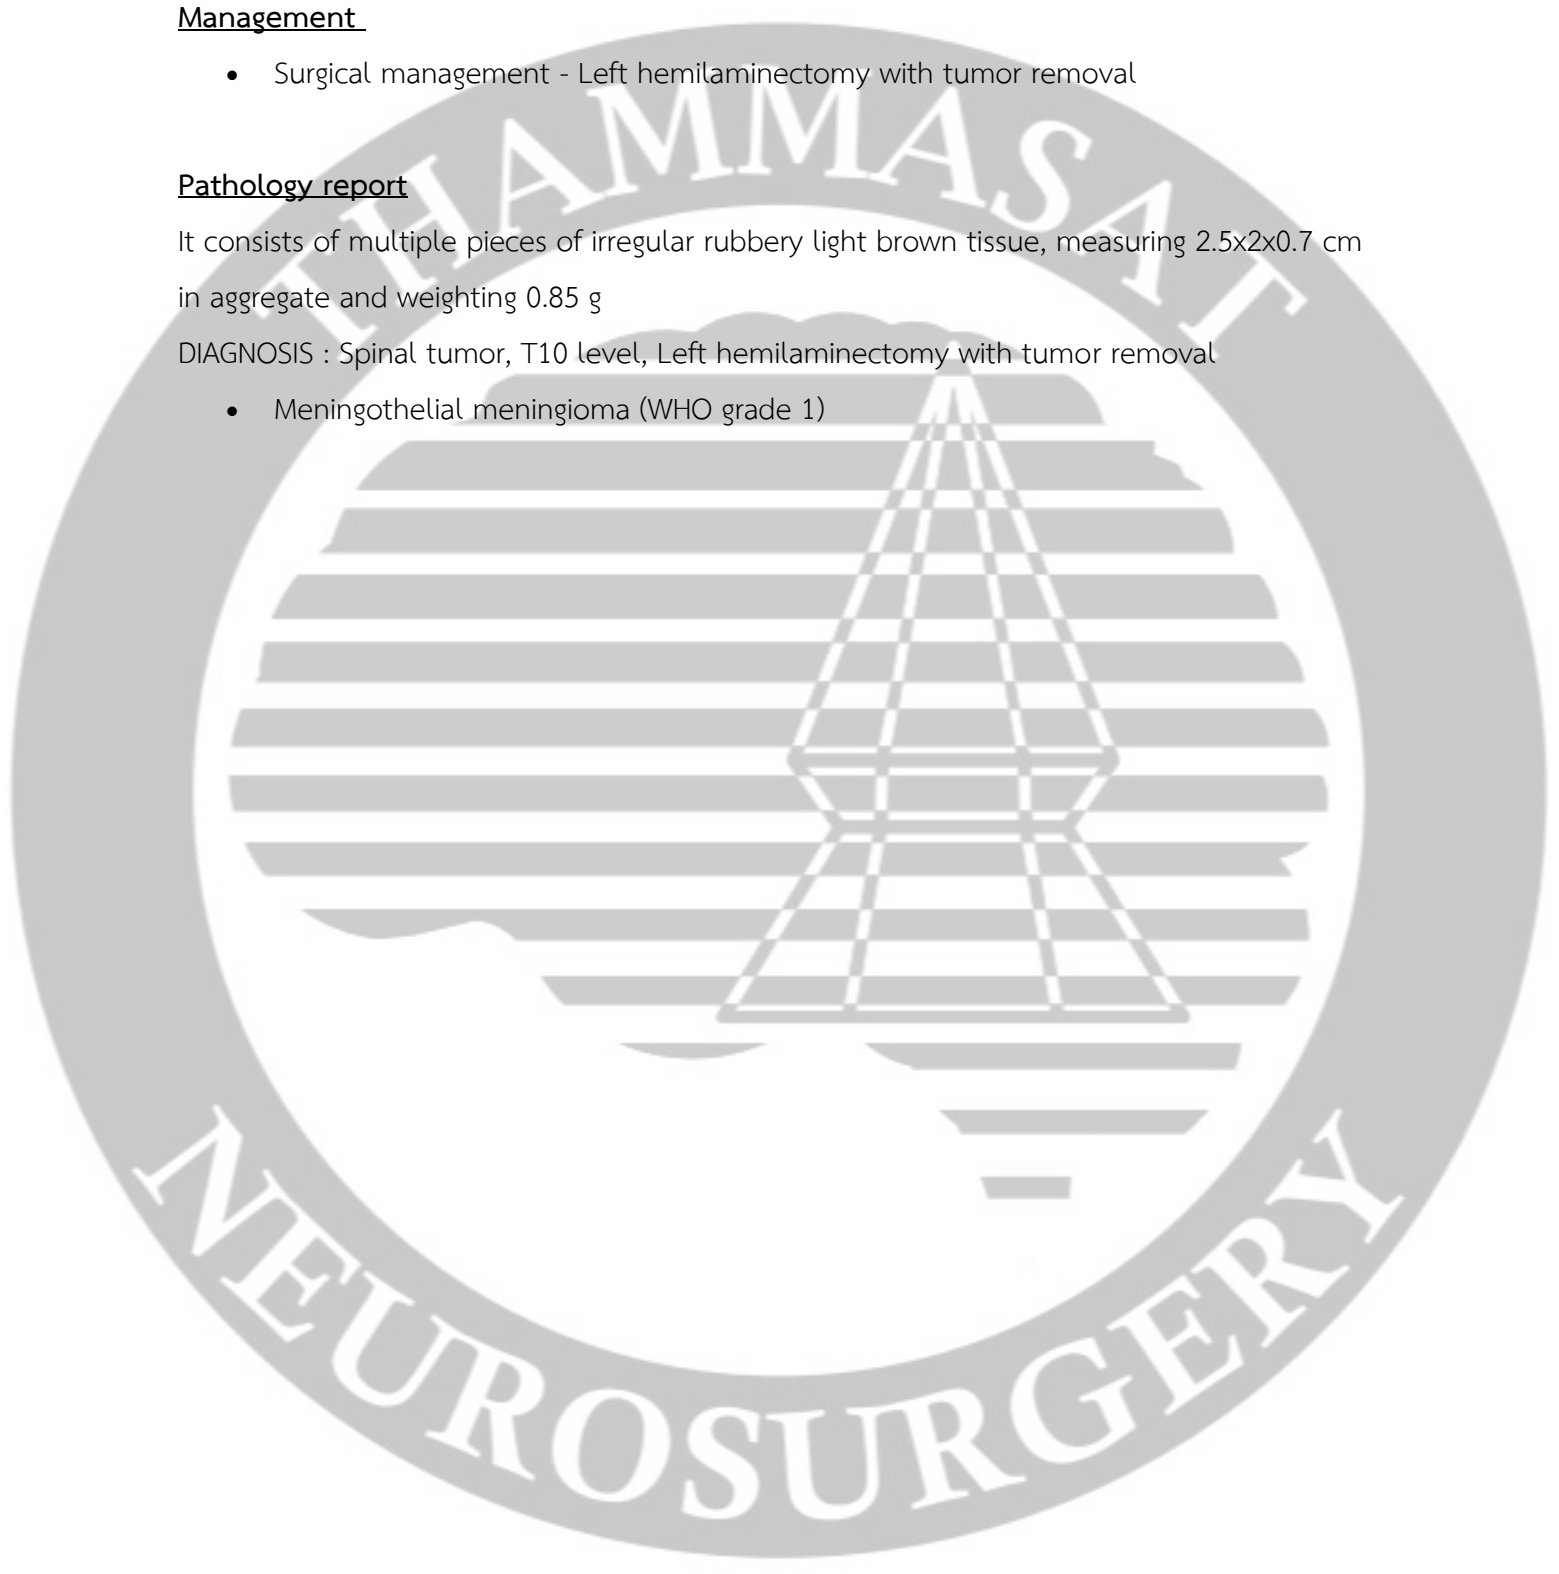 Management
• Surgical management - Left hemilaminectomy with tumor removal
Pathology report
It consists of multiple pieces of irregular rubbery light brown tissue, measuring 2.5x2x0.7 cm
in aggregate and weighting 0.85 g
DIAGNOSIS : Spinal tumor, T10 level, Left hemilaminectomy with tumor removal
• Meningothelial meningioma (WHO grade 1)
THAMMASAT
NEUROSURGERY